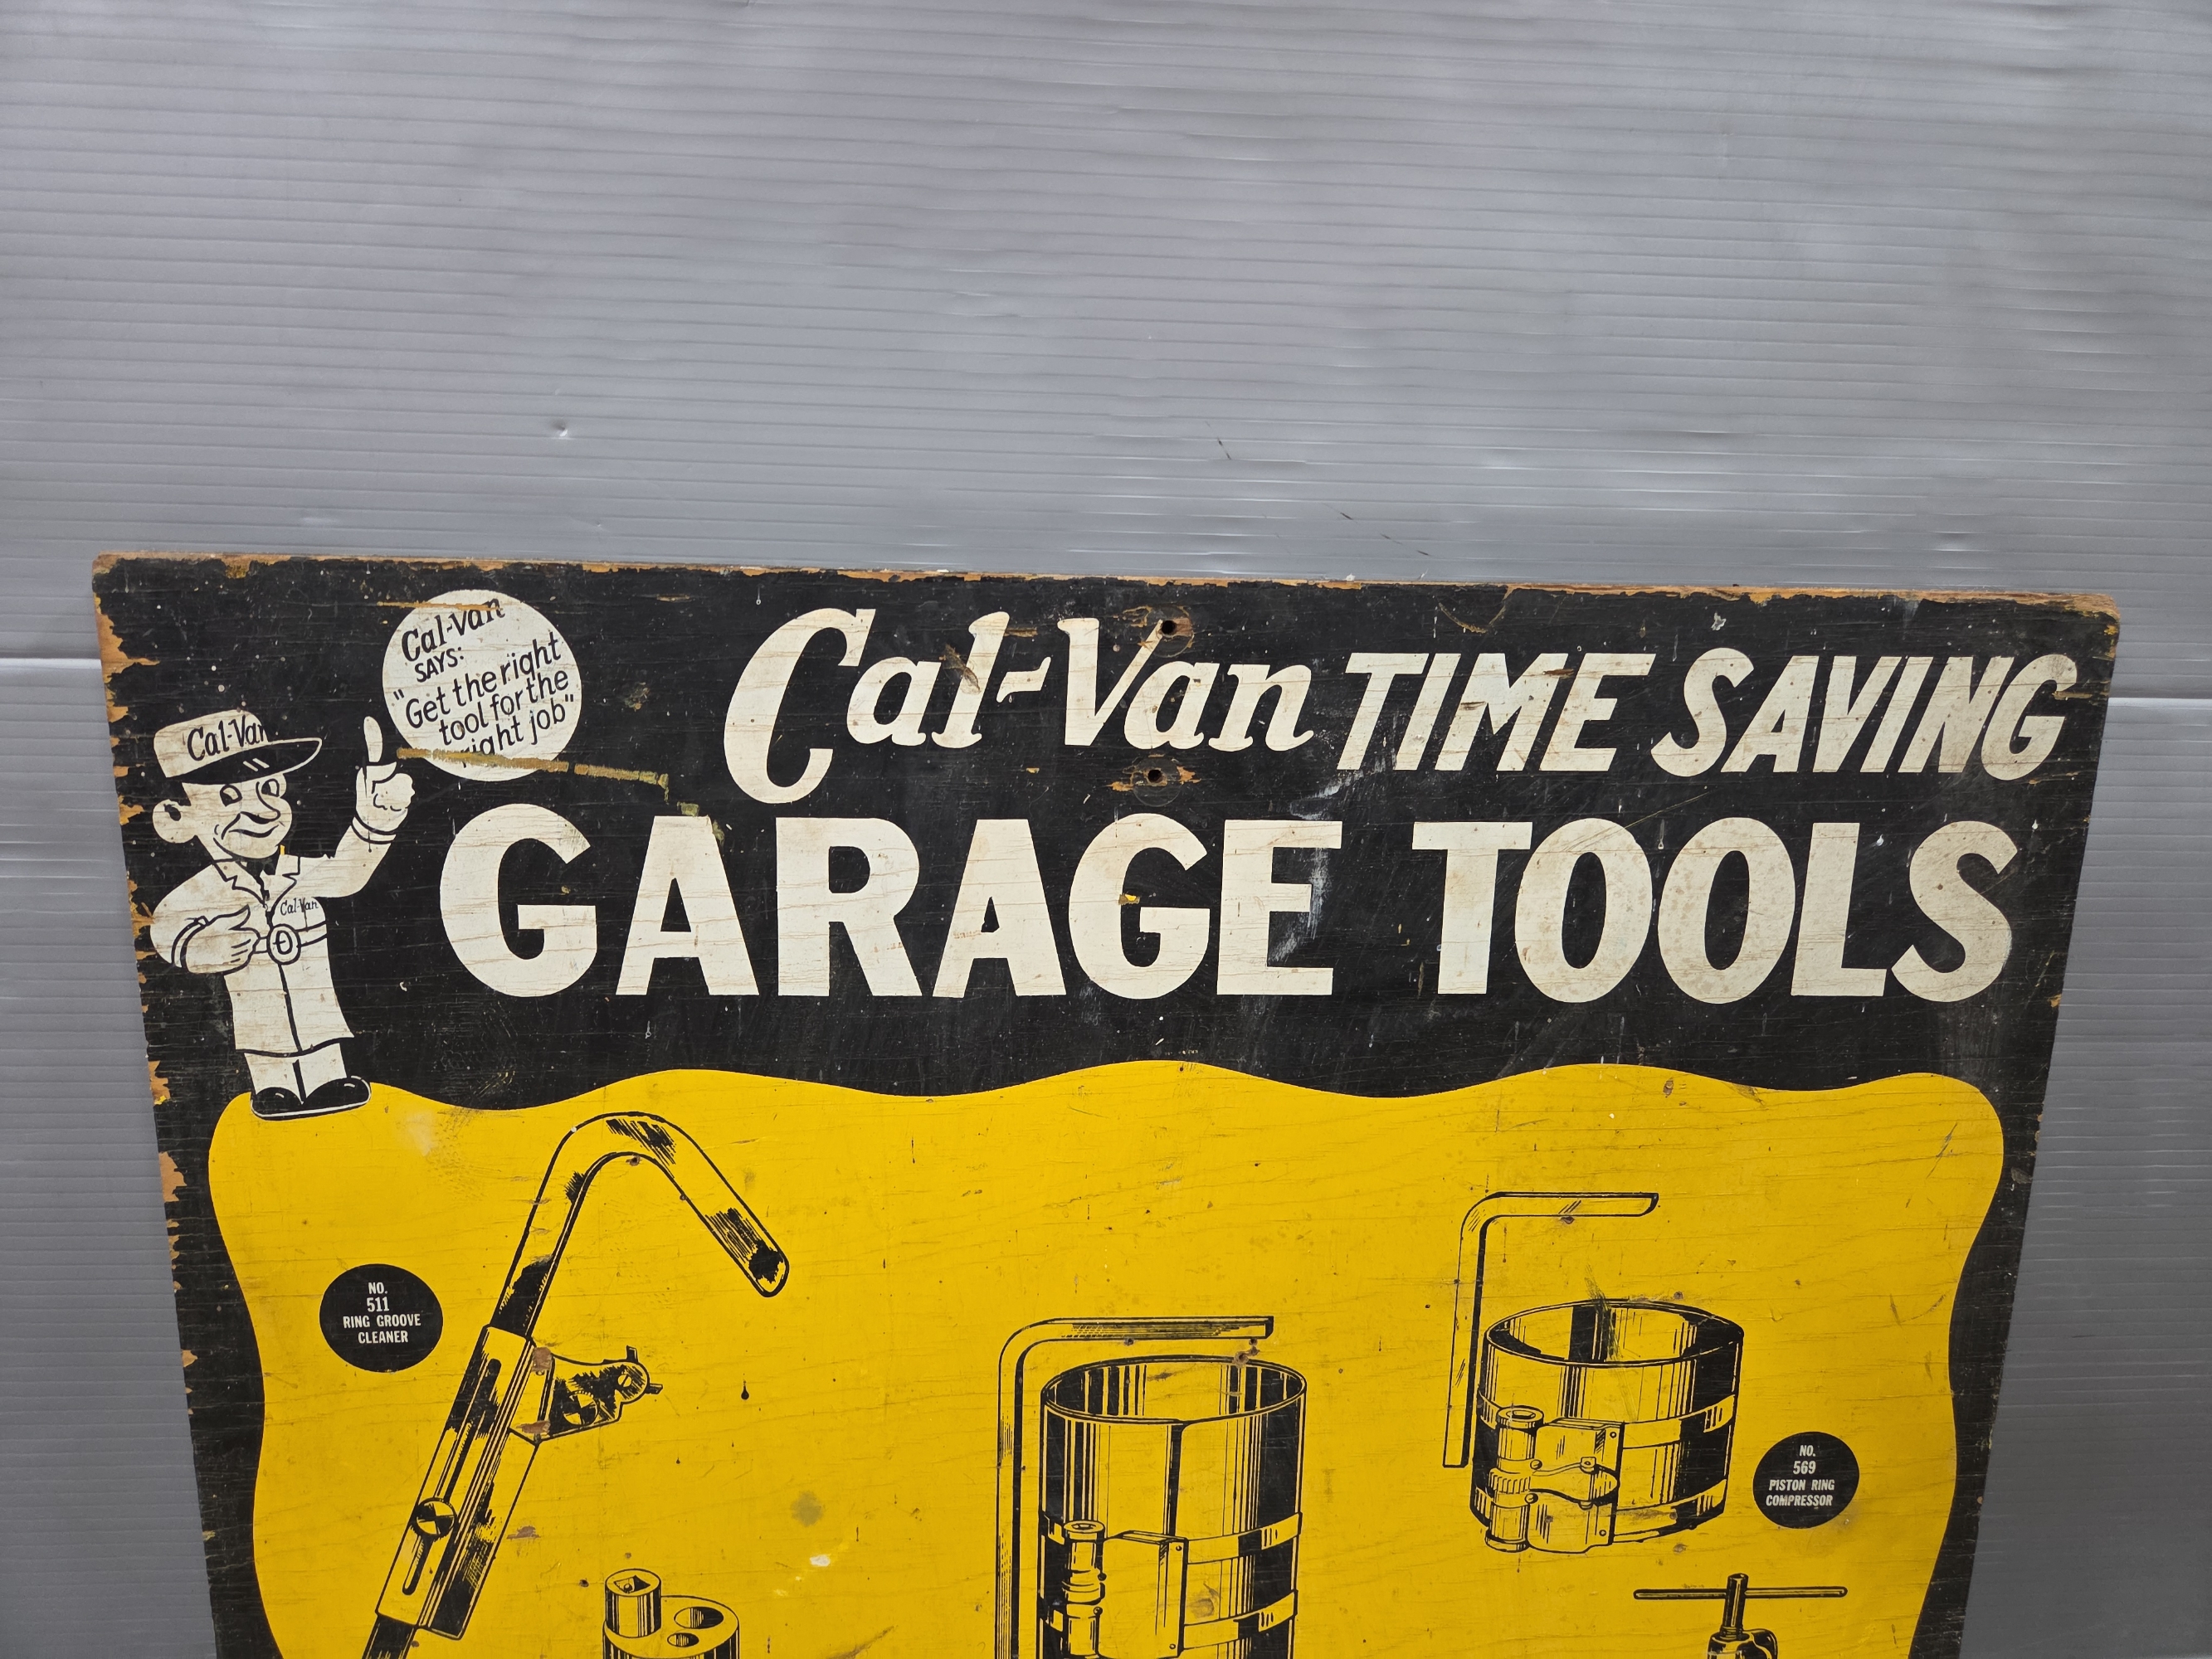 Cal-Van
SAYS:
"Get the right
tool for the
right job"
Cal-Van TIME SAVING
GARAGE TOOLS
Cal-Van
Cal-Van
NO.
511
RING GROOVE
CLEANER
NO.
569
PISTON RING
COMPRESSOR